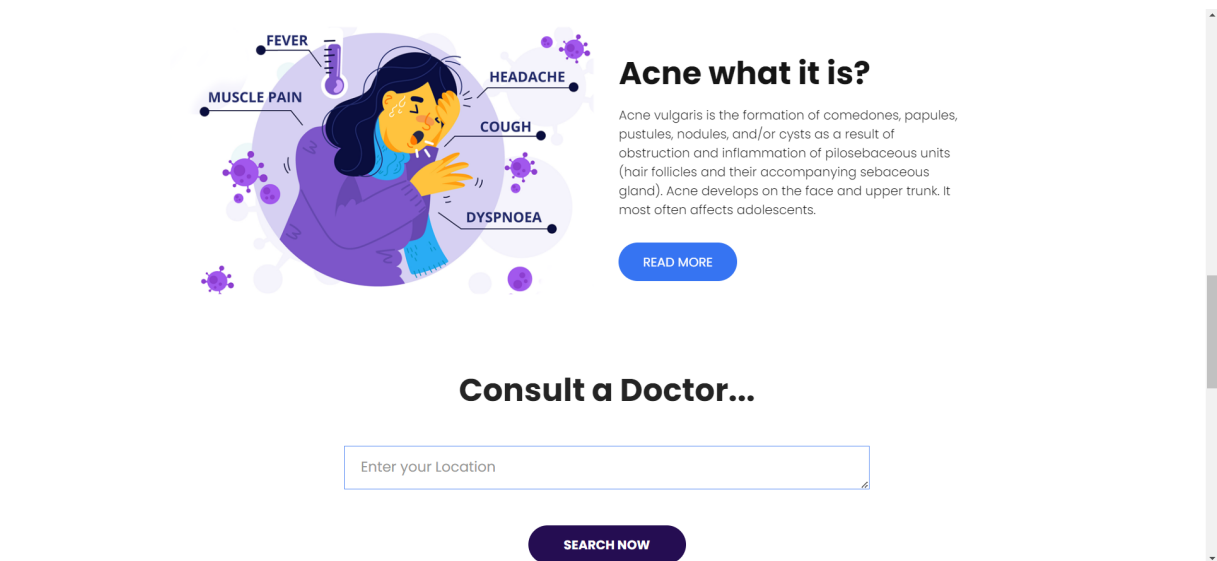 FEVER
HEADACHE
MUSCLE PAIN
COUGH
DYSPNOEA
Acne what it is?
Acne vulgaris is the formation of comedones, papules,
pustules, nodules, and/or cysts as a result of
obstruction and inflammation of pilosebaceous units
(hair follicles and their accompanying sebaceous
gland). Acne develops on the face and upper trunk. It
most often affects adolescents.
READ MORE
Consult a Doctor...
Enter your Location
SEARCH NOW